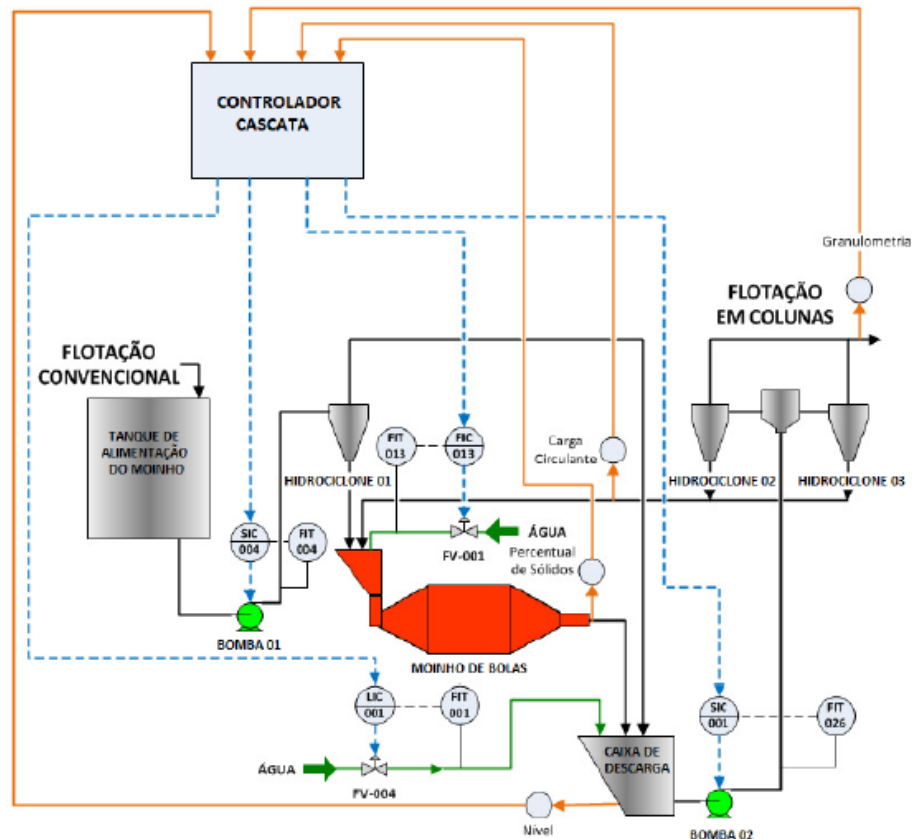 CONTROLADOR
CASCATA
Granulometria
FLOTAÇÃO
EM COLUNAS
FLOTAÇÃO
CONVENCIONAL
TANQUE DE
ALIMENTAÇÃO
DO MOINHO
FIT
013
FIC
013
Carga
Circulante
HIDROCICLONE 01
HIDROCICLONE 02
HIDROCICLONE 03
SIC
004
FIT
004
ÁGUA
FV-001
Percentual
de Sólidos
BOMBA 01
MOINHO DE BOLAS
LIC
001
FIT
001
SIC
001
FIT
026
CAIXA DE
DESCARGA
ÁGUA
FV-004
Nível
BOMBA 02